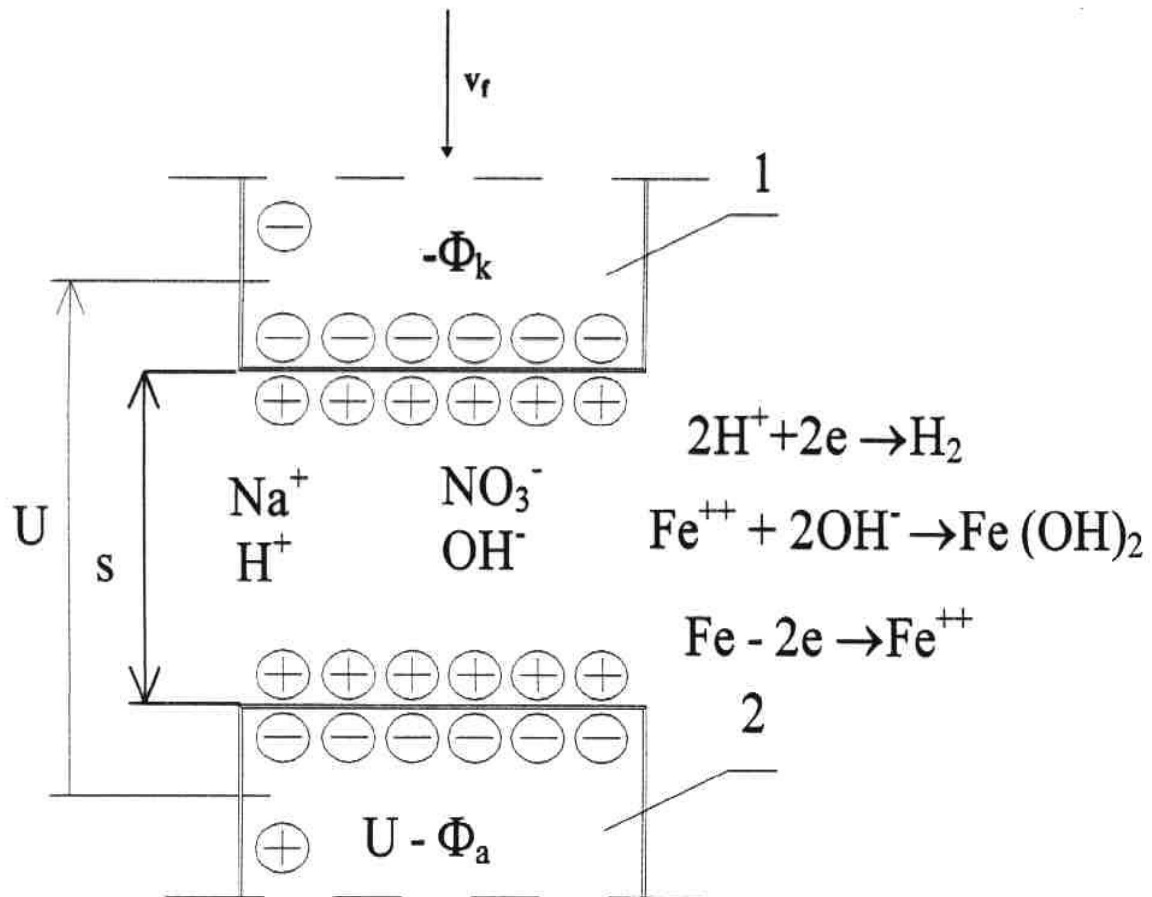 v_f
1
-Φ_k
2H⁺+2e →H₂
Na⁺ NO₃⁻
U
Fe⁺⁺ + 2OH⁻ →Fe (OH)₂
H⁺ OH⁻
s
Fe - 2e →Fe⁺⁺
2
U - Φ_a